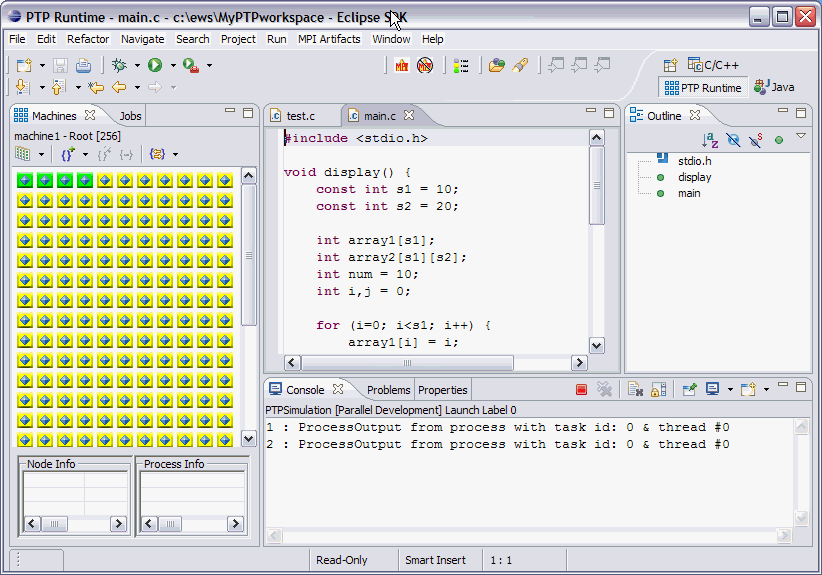 PTP Runtime - main.c - c:\ews\MyPTPworkspace - Eclipse SDK
File Edit Refactor Navigate Search Project Run MPI Artifacts Window Help
C/C++
PTP Runtime Java
Machines Jobs
machine1 - Root [256]
test.c main.c
#include <stdio.h>
void display() {
const int s1 = 10;
const int s2 = 20;
int array1[s1];
int array2[s1][s2];
int num = 10;
int i,j = 0;
for (i=0; i<s1; i++) {
array1[i] = i;
Outline
stdio.h
display
main
Node Info
Process Info
Console Problems Properties
PTPSimulation [Parallel Development] Launch Label 0
1 : ProcessOutput from process with task id: 0 & thread #0
2 : ProcessOutput from process with task id: 0 & thread #0
Read-Only Smart Insert 1 : 1